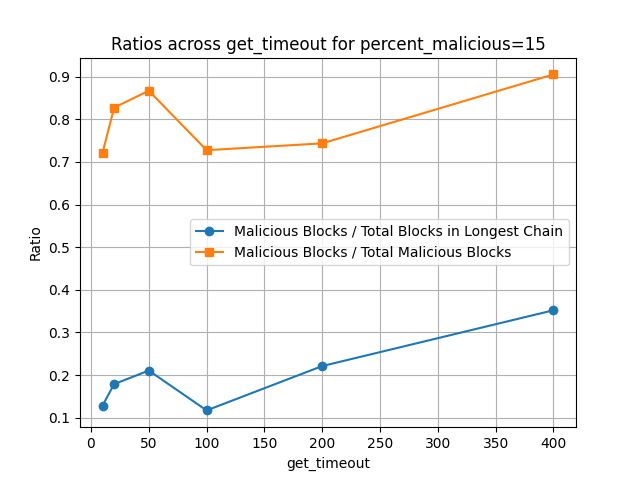 Ratios across get_timeout for percent_malicious=15
0.9
0.8
0.7
0.6
0.5
0.4
0.3
0.2
0.1
Ratio
Malicious Blocks / Total Blocks in Longest Chain
Malicious Blocks / Total Malicious Blocks
0 50 100 150 200 250 300 350 400
get_timeout